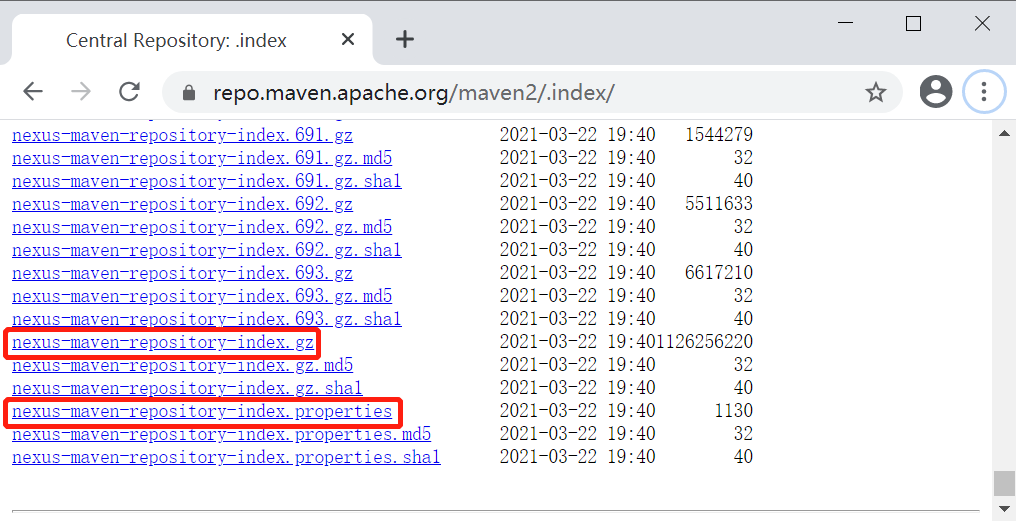 Central Repository: .index
repo.maven.apache.org/maven2/.index/
nexus-maven-repository-index.691.gz 2021-03-22 19:40 1544279
nexus-maven-repository-index.691.gz.md5 2021-03-22 19:40 32
nexus-maven-repository-index.691.gz.sha1 2021-03-22 19:40 40
nexus-maven-repository-index.692.gz 2021-03-22 19:40 5511633
nexus-maven-repository-index.692.gz.md5 2021-03-22 19:40 32
nexus-maven-repository-index.692.gz.sha1 2021-03-22 19:40 40
nexus-maven-repository-index.693.gz 2021-03-22 19:40 6617210
nexus-maven-repository-index.693.gz.md5 2021-03-22 19:40 32
nexus-maven-repository-index.693.gz.sha1 2021-03-22 19:40 40
nexus-maven-repository-index.gz 2021-03-22 19:401126256220
nexus-maven-repository-index.gz.md5 2021-03-22 19:40 32
nexus-maven-repository-index.gz.sha1 2021-03-22 19:40 40
nexus-maven-repository-index.properties 2021-03-22 19:40 1130
nexus-maven-repository-index.properties.md5 2021-03-22 19:40 32
nexus-maven-repository-index.properties.sha1 2021-03-22 19:40 40